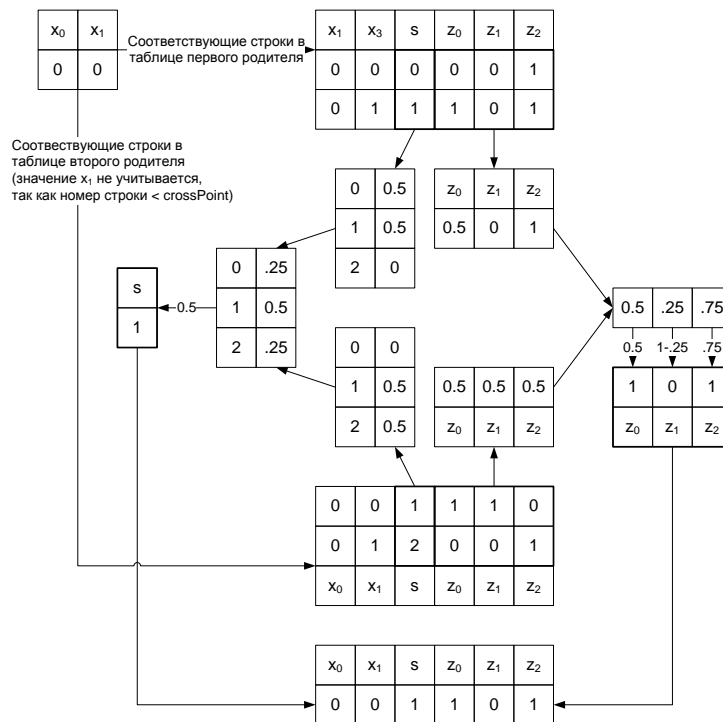 x₀ x₁
0 0
Соответствующие строки в
таблице первого родителя
x₁ x₃ s z₀ z₁ z₂
0 0 0 0 0 1
0 1 1 1 0 1
Соотвествующие строки в
таблице второго родителя
(значение x₁ не учитывается,
так как номер строки < crossPoint)
0 0.5
1 0.5
2 0
z₀ z₁ z₂
0.5 0 1
0 .25
1 0.5
2 .25
s
1
0.5
0.5 .25 .75
0.5 1-.25 .75
1 0 1
z₀ z₁ z₂
0 0
1 0.5
2 0.5
0.5 0.5 0.5
z₀ z₁ z₂
0 0 1 1 1 0
0 1 2 0 0 1
x₀ x₁ s z₀ z₁ z₂
x₀ x₁ s z₀ z₁ z₂
0 0 1 1 0 1